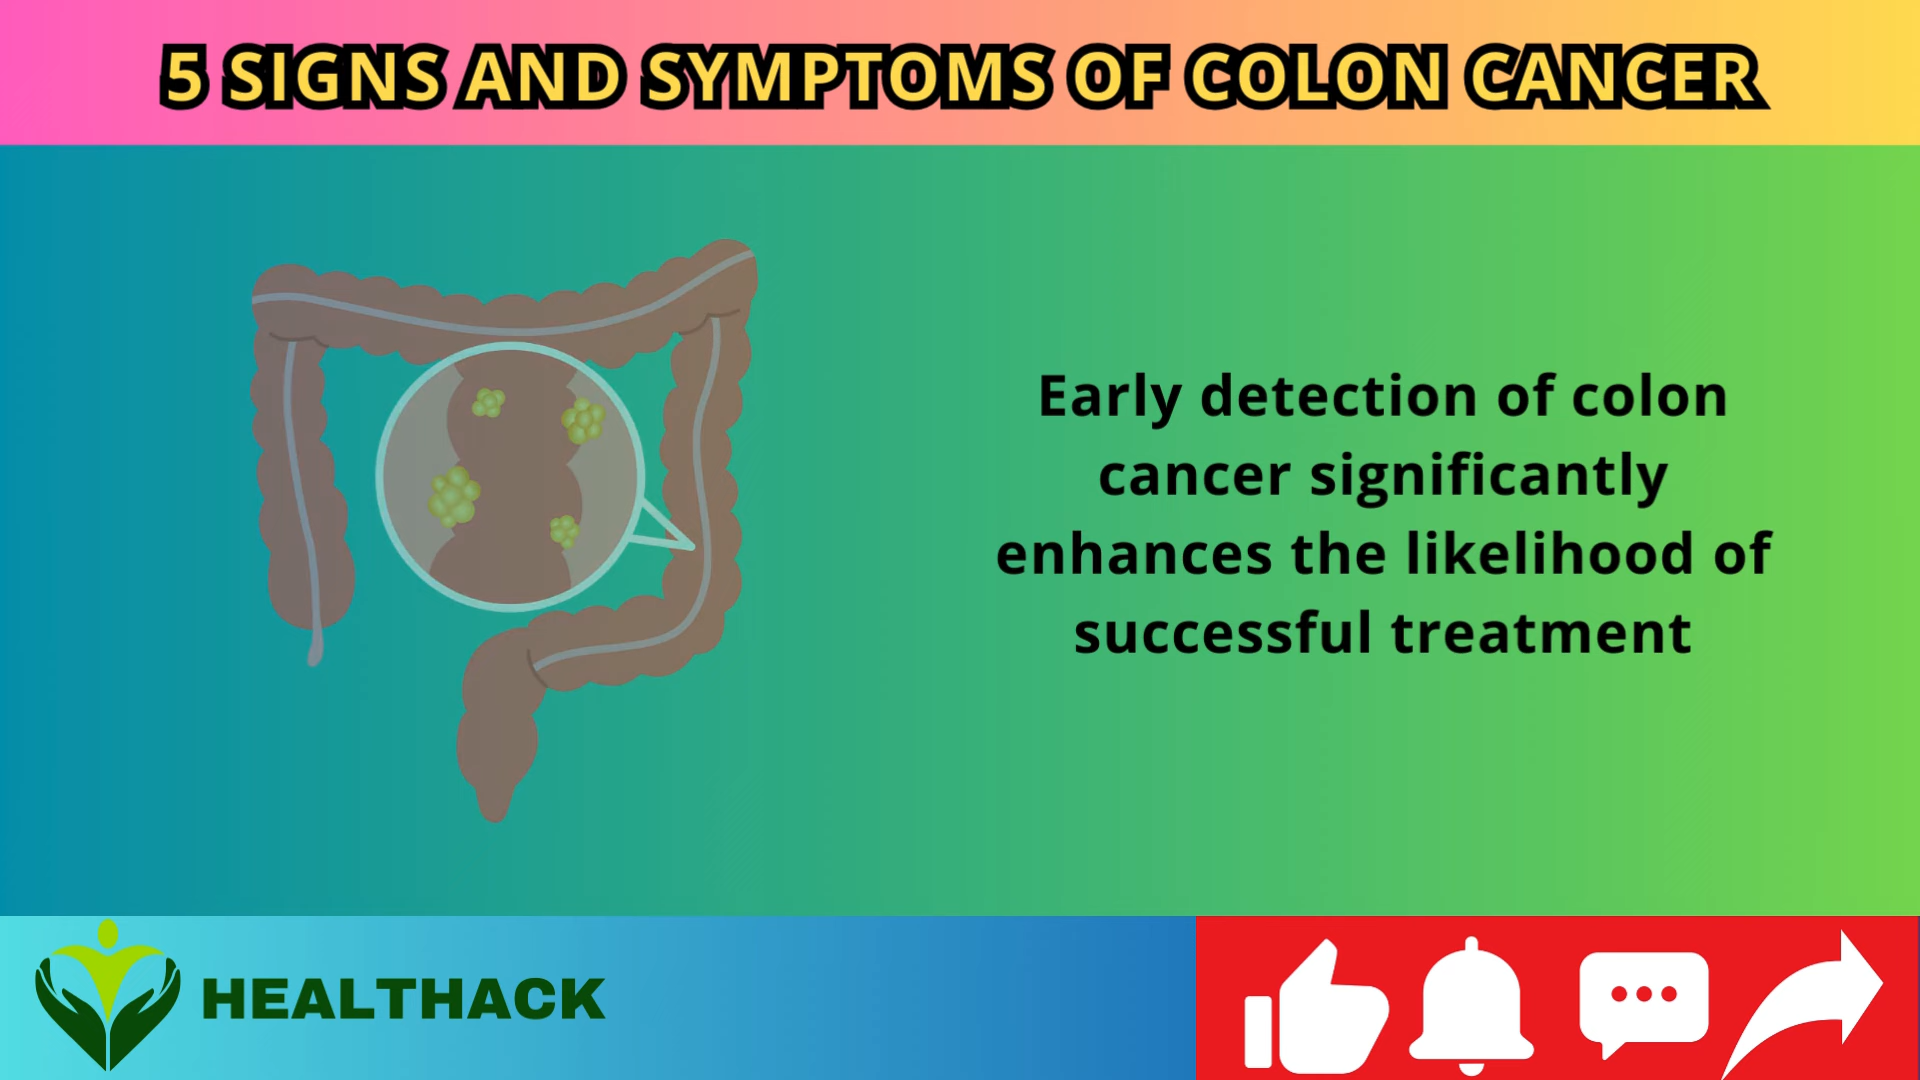 5 SIGNS AND SYMPTOMS OF COLON CANCER
Early detection of colon
cancer significantly
enhances the likelihood of
successful treatment
HEALTHACK